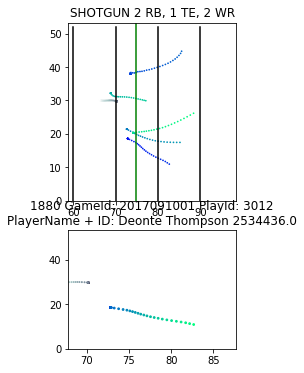 SHOTGUN 2 RB, 1 TE, 2 WR
50
40
30
20
10
0
60 70 80 90
1880 GameId: 2017091001 PlayId: 3012
PlayerName + ID: Deonte Thompson 2534436.0
40
20
0
70 75 80 85